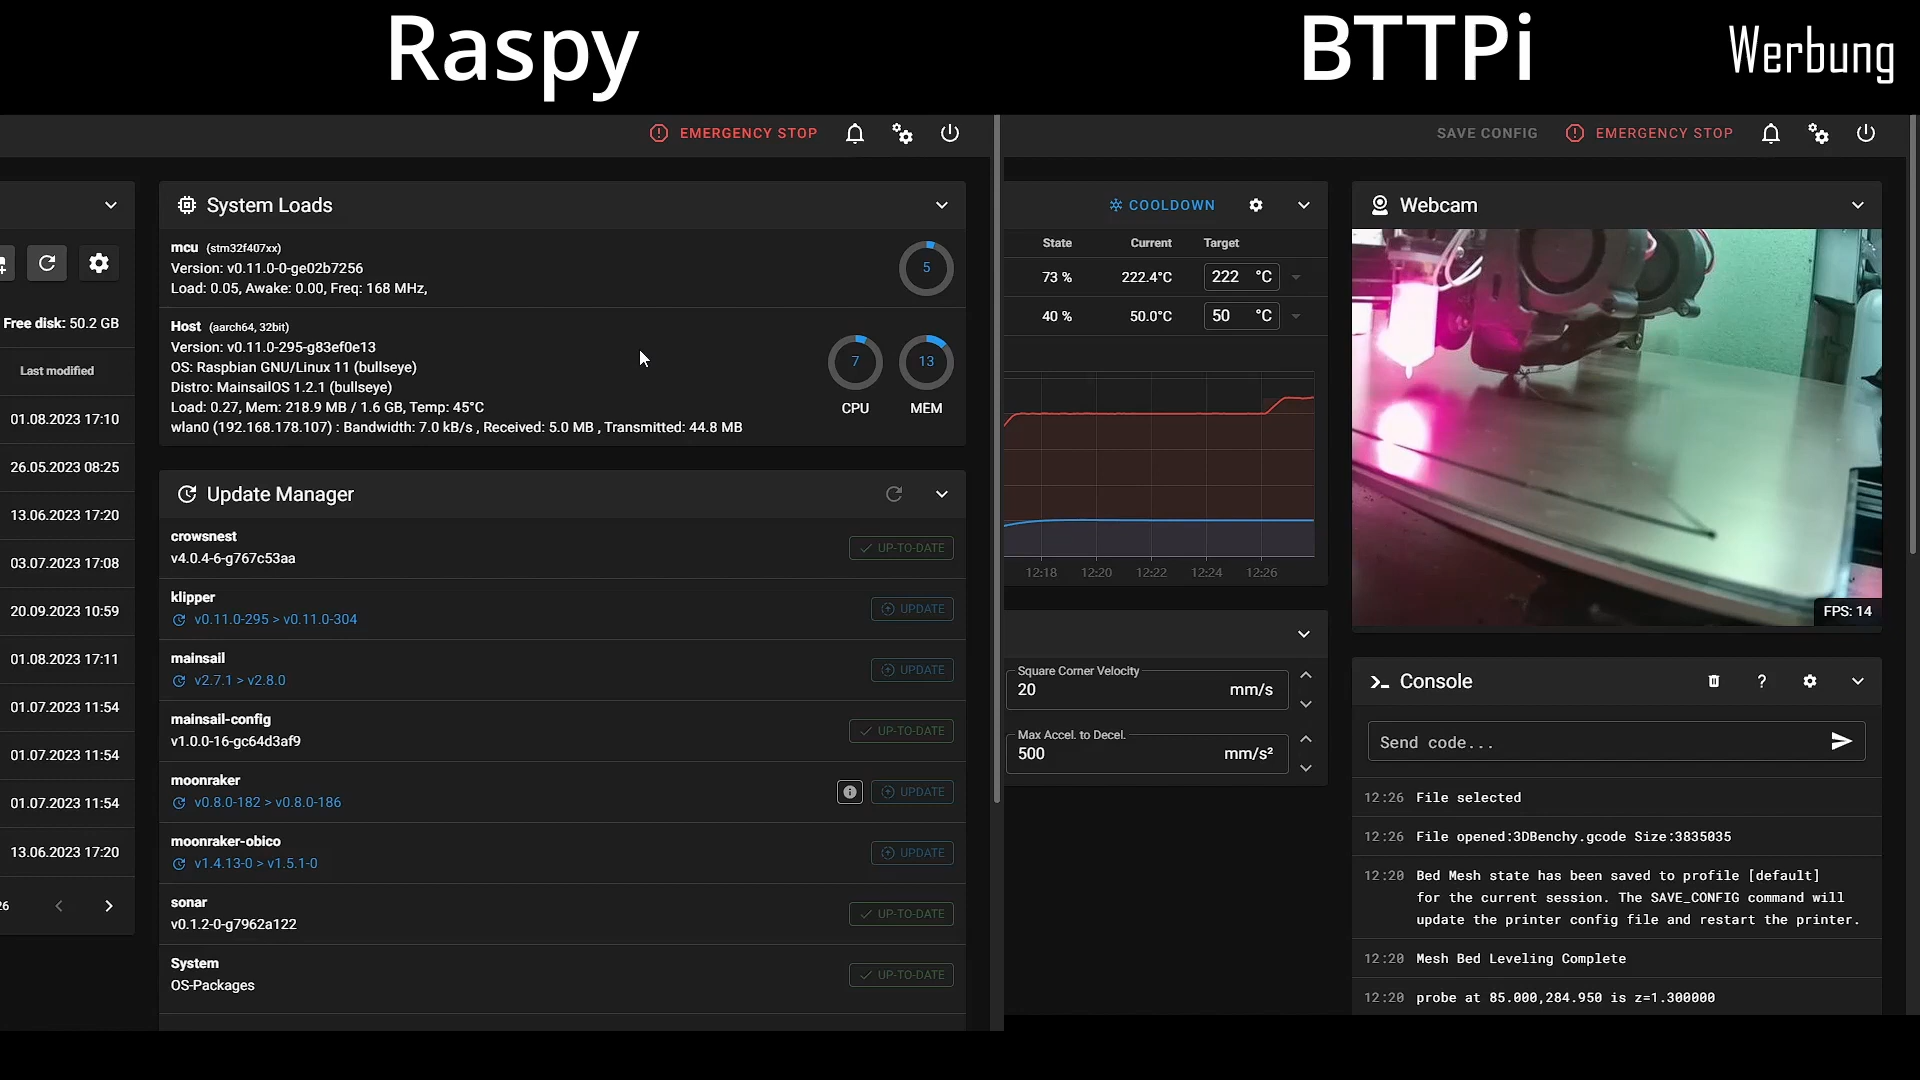 Raspy
BTTPi
Werbung
EMERGENCY STOP
SAVE CONFIG
EMERGENCY STOP
Free disk: 50.2 GB
Last modified
01.08.2023 17:10
26.05.2023 08:25
13.06.2023 17:20
03.07.2023 17:08
20.09.2023 10:59
01.08.2023 17:11
01.07.2023 11:54
01.07.2023 11:54
01.07.2023 11:54
13.06.2023 17:20
26
System Loads
mcu (stm32f407xx)
Version: v0.11.0-0-ge02b7256
Load: 0.05, Awake: 0.00, Freq: 168 MHz,
5
Host (aarch64, 32bit)
Version: v0.11.0-295-g83ef0e13
OS: Raspbian GNU/Linux 11 (bullseye)
Distro: MainsailOS 1.2.1 (bullseye)
Load: 0.27, Mem: 218.9 MB / 1.6 GB, Temp: 45°C
wlan0 (192.168.178.107) : Bandwidth: 7.0 kB/s , Received: 5.0 MB , Transmitted: 44.8 MB
7
13
CPU
MEM
Update Manager
crowsnest
v4.0.4-6-g767c53aa
UP-TO-DATE
klipper
v0.11.0-295 > v0.11.0-304
UPDATE
mainsail
v2.7.1 > v2.8.0
UPDATE
mainsail-config
v1.0.0-16-gc64d3af9
UP-TO-DATE
moonraker
v0.8.0-182 > v0.8.0-186
UPDATE
moonraker-obico
v1.4.13-0 > v1.5.1-0
UPDATE
sonar
v0.1.2-0-g7962a122
UP-TO-DATE
System
OS-Packages
UP-TO-DATE
COOLDOWN
State Current Target
73 % 222.4°C 222 °C
40 % 50.0°C 50 °C
12:18 12:20 12:22 12:24 12:26
Square Corner Velocity
20 mm/s
Max Accel. to Decel.
500 mm/s²
Webcam
FPS: 14
Console
Send code...
12:26 File selected
12:26 File opened:3DBenchy.gcode Size:3835035
12:20 Bed Mesh state has been saved to profile [default]
for the current session. The SAVE_CONFIG command will
update the printer config file and restart the printer.
12:20 Mesh Bed Leveling Complete
12:20 probe at 85.000,284.950 is z=1.300000